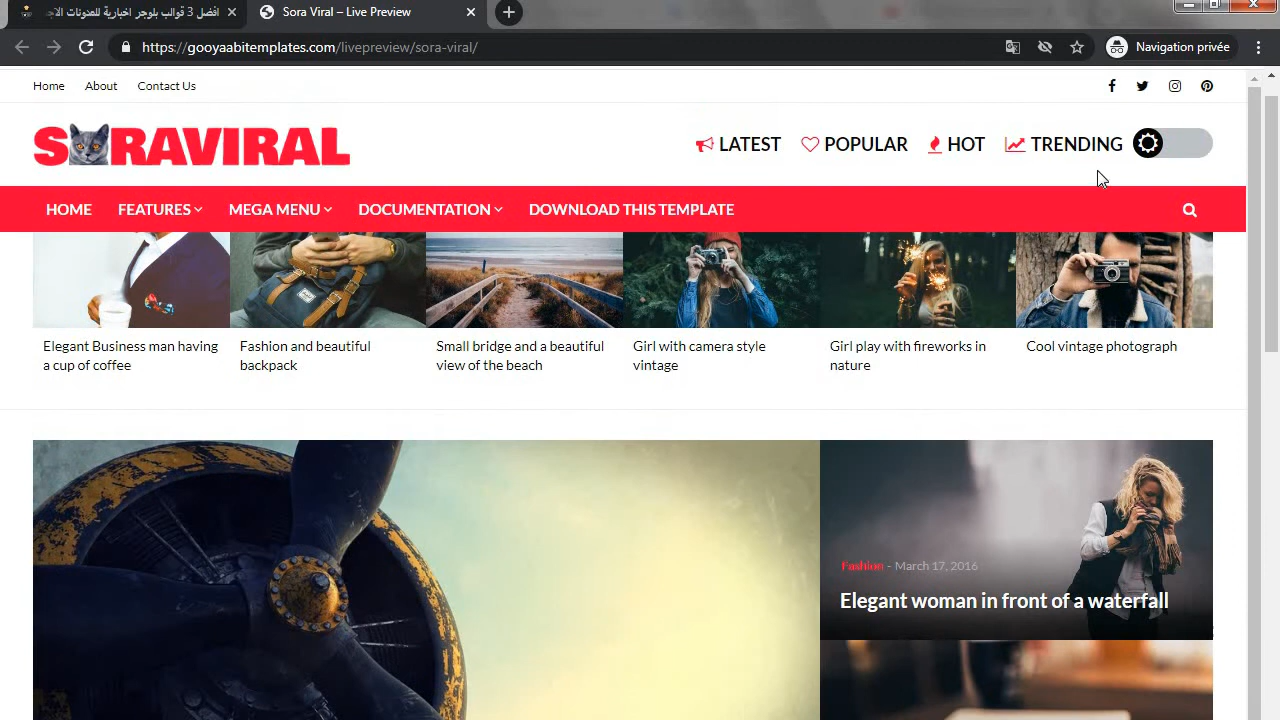 افضل 3 قوالب بلوجر اخبارية للمدونات الاجـ
Sora Viral – Live Preview
https://gooyaabitemplates.com/livepreview/sora-viral/
Navigation privée
Home About Contact Us
SORAVIRAL
LATEST POPULAR HOT TRENDING
HOME FEATURES MEGA MENU DOCUMENTATION DOWNLOAD THIS TEMPLATE
Elegant Business man having
a cup of coffee
Fashion and beautiful
backpack
Small bridge and a beautiful
view of the beach
Girl with camera style
vintage
Girl play with fireworks in
nature
Cool vintage photograph
Fashion - March 17, 2016
Elegant woman in front of a waterfall